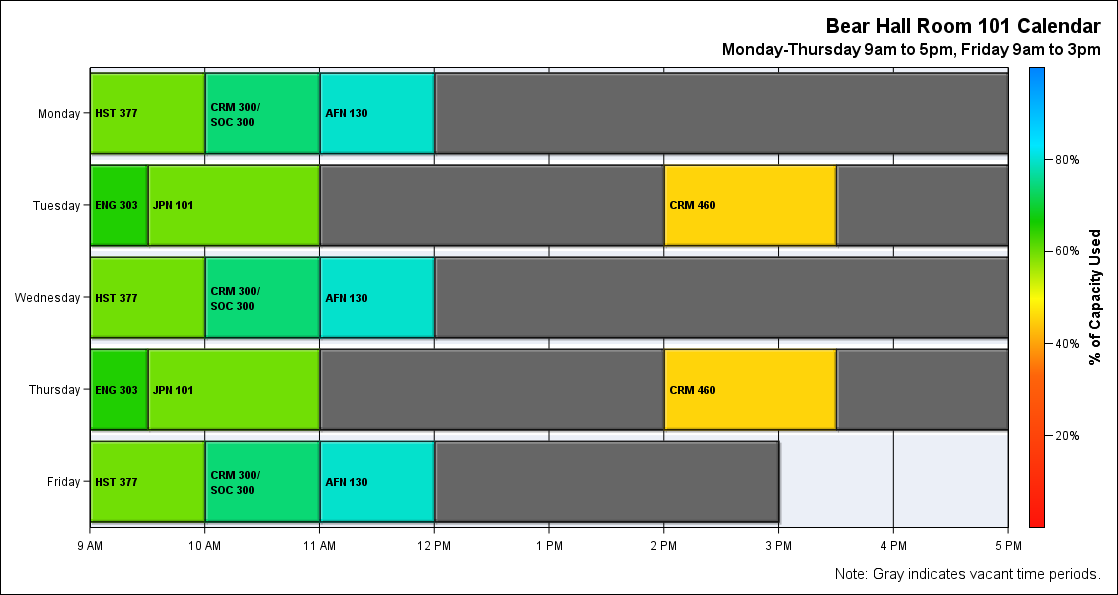 Bear Hall Room 101 Calendar
Monday-Thursday 9am to 5pm, Friday 9am to 3pm
Monday
HST 377
CRM 300/
SOC 300
AFN 130
Tuesday
ENG 303
JPN 101
CRM 460
Wednesday
HST 377
CRM 300/
SOC 300
AFN 130
Thursday
ENG 303
JPN 101
CRM 460
Friday
HST 377
CRM 300/
SOC 300
AFN 130
9 AM
10 AM
11 AM
12 PM
1 PM
2 PM
3 PM
4 PM
5 PM
80%
60%
40%
20%
% of Capacity Used
Note: Gray indicates vacant time periods.